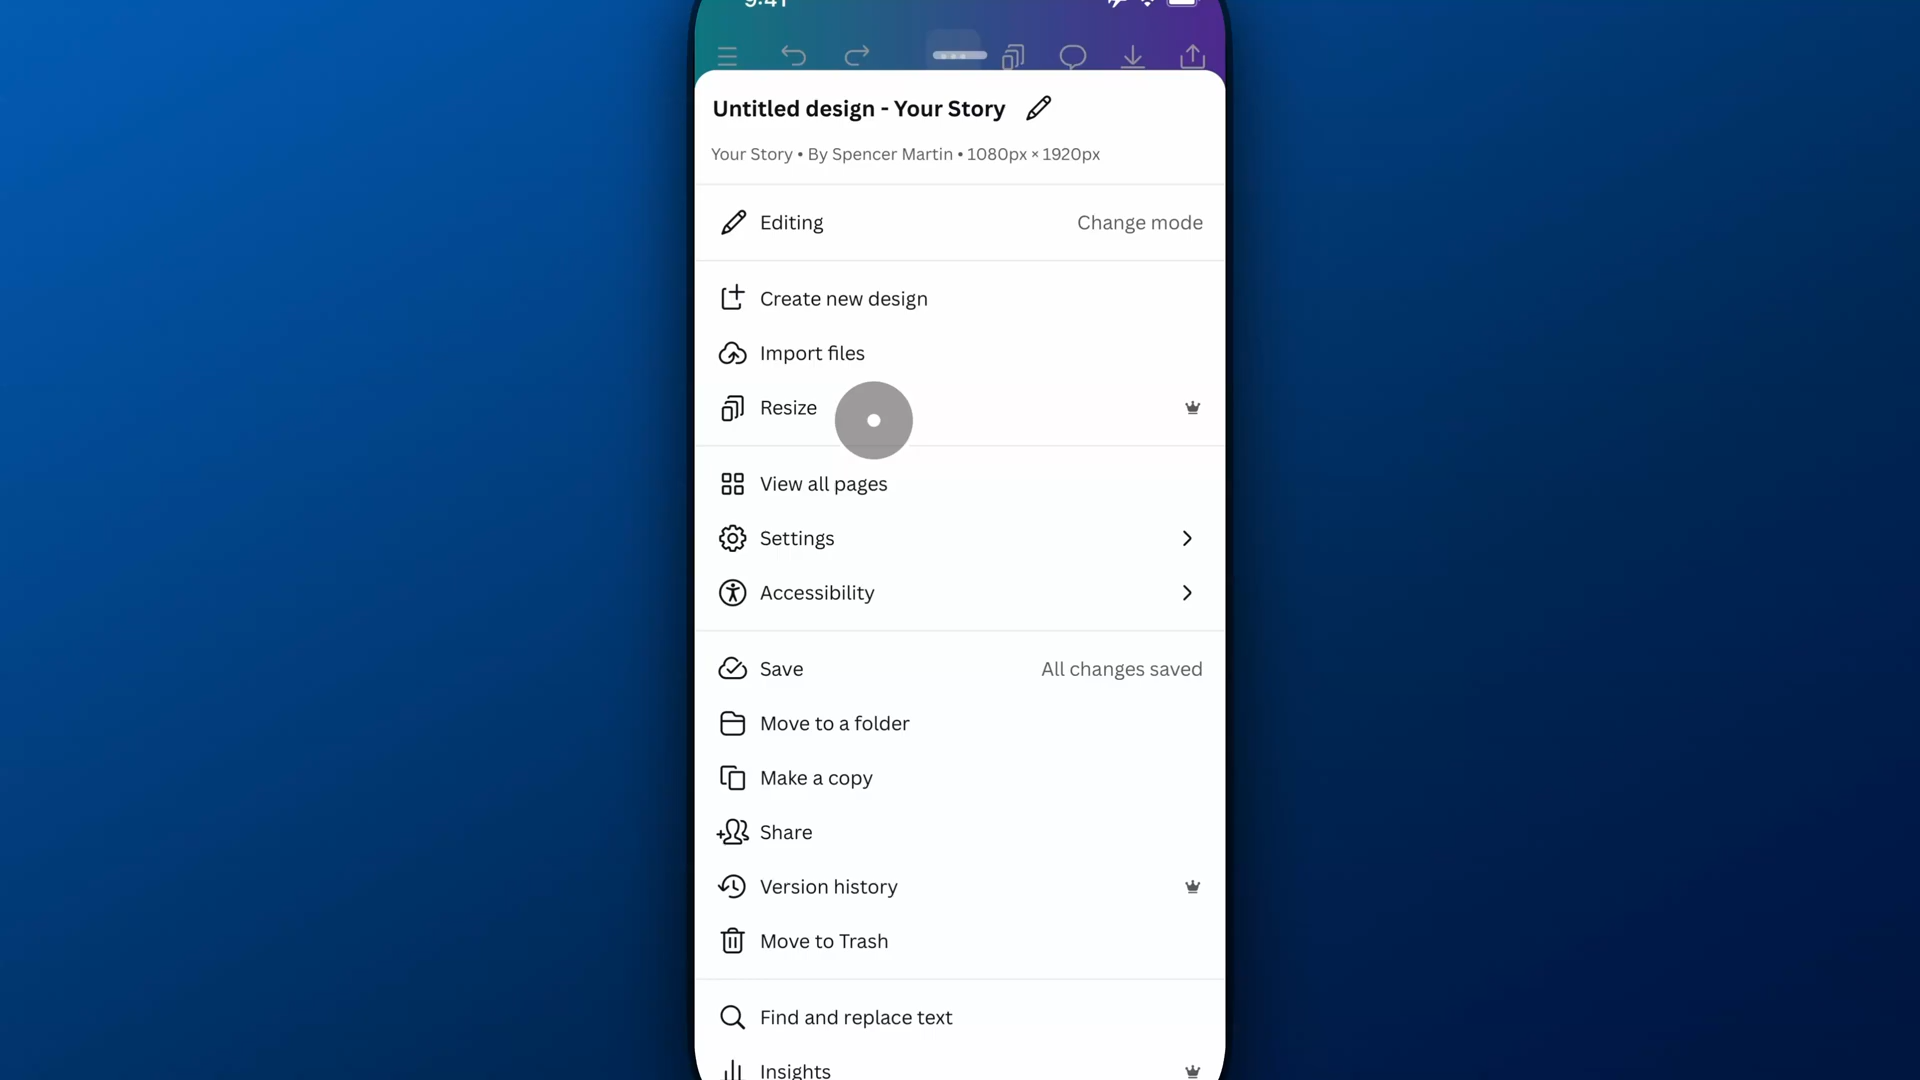 9:41
Untitled design - Your Story
Your Story • By Spencer Martin • 1080px × 1920px
Editing Change mode
Create new design
Import files
Resize
View all pages
Settings
Accessibility
Save All changes saved
Move to a folder
Make a copy
Share
Version history
Move to Trash
Find and replace text
Insights